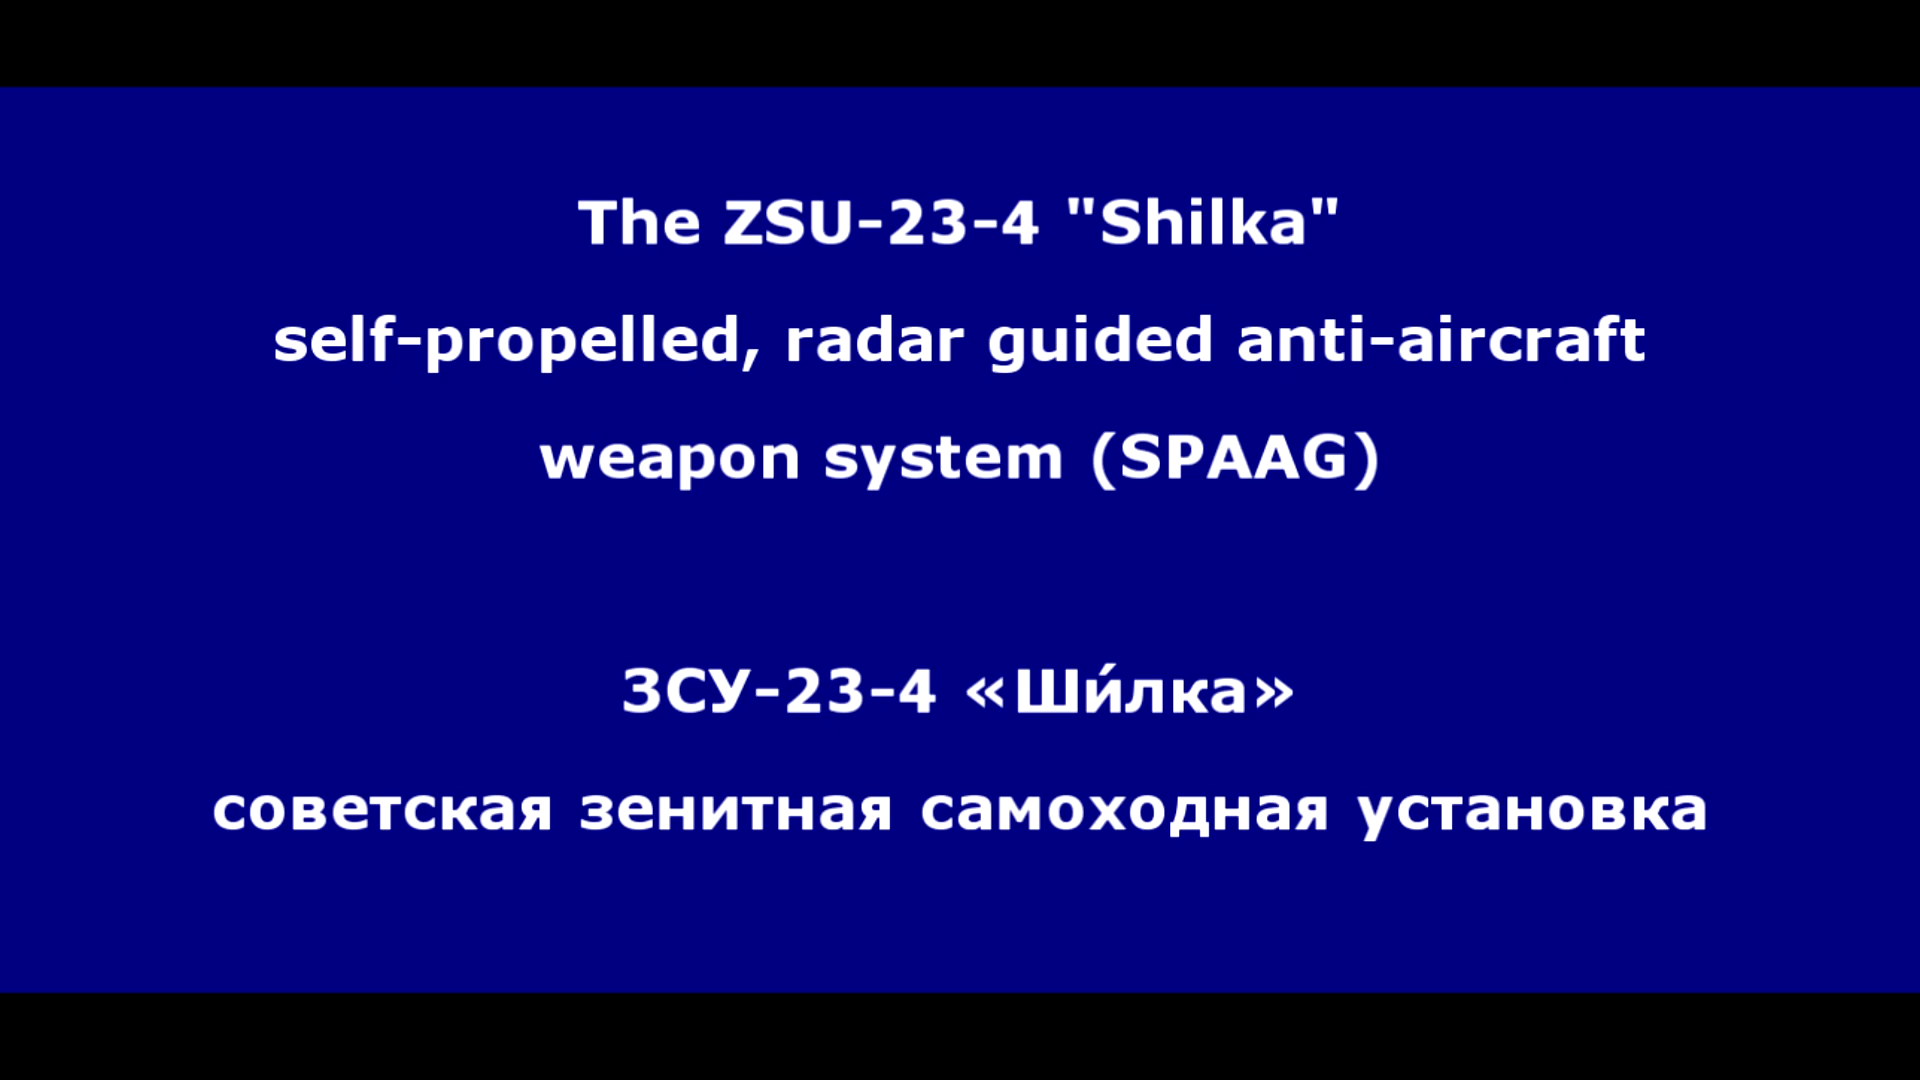 The ZSU-23-4 "Shilka"
self-propelled, radar guided anti-aircraft
weapon system (SPAAG)
ЗСУ-23-4 «Ши́лка»
советская зенитная самоходная установка